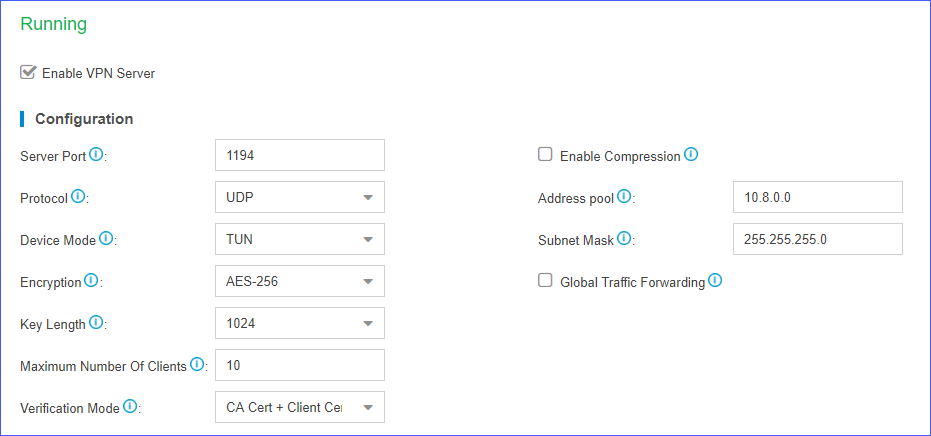 Running
Enable VPN Server
Configuration
Server Port : 1194
Enable Compression
Protocol : UDP
Address pool : 10.8.0.0
Device Mode : TUN
Subnet Mask : 255.255.255.0
Encryption : AES-256
Global Traffic Forwarding
Key Length : 1024
Maximum Number Of Clients : 10
Verification Mode : CA Cert + Client Cer